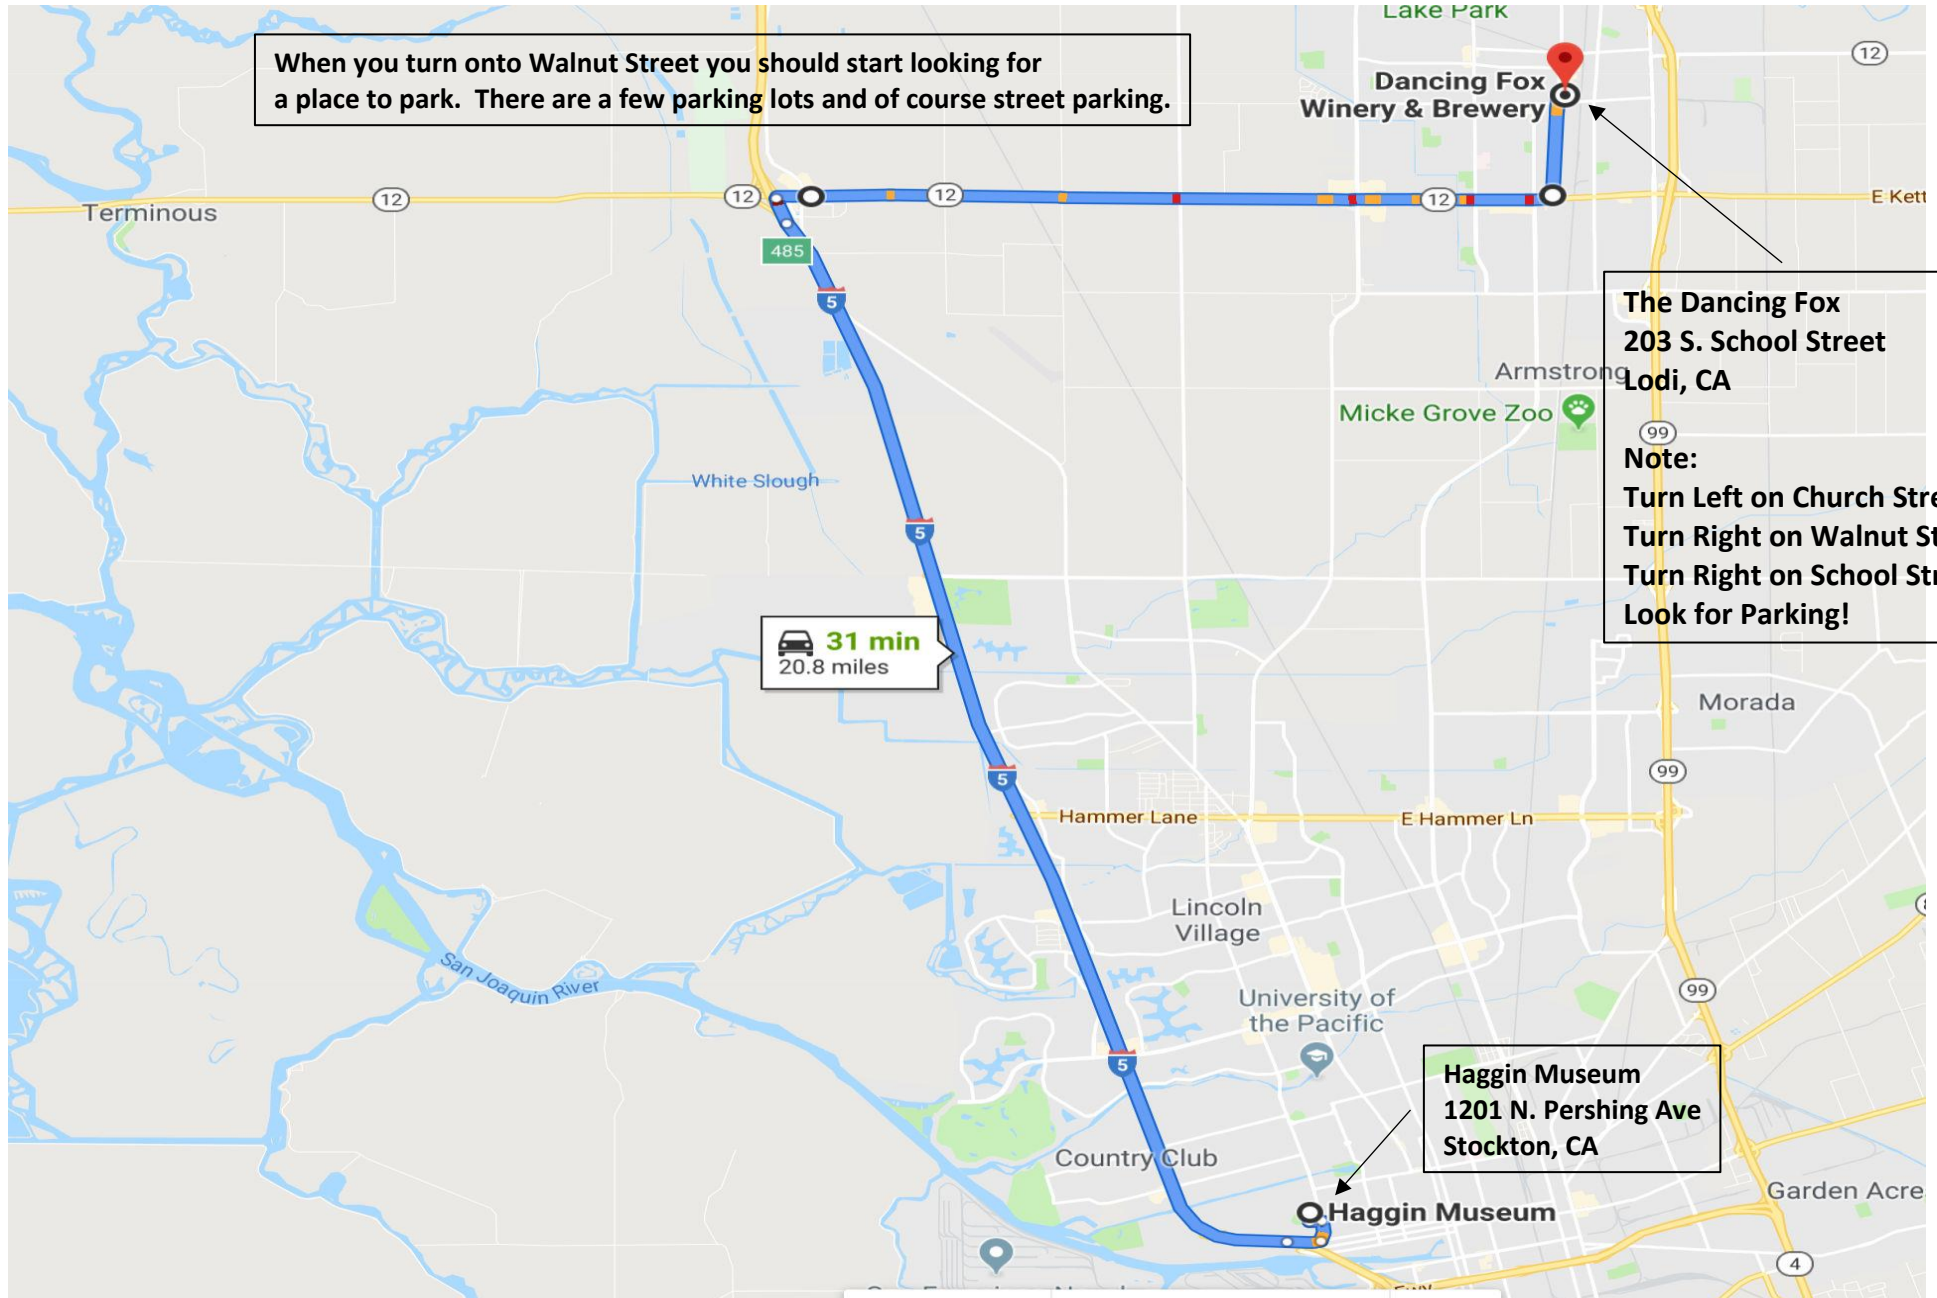 Lake Park
When you turn onto Walnut Street you should start looking for
a place to park. There are a few parking lots and of course street parking.
12
Dancing Fox
Winery & Brewery
12
12
12
12
E Kett
Terminous
485
5
The Dancing Fox
203 S. School Street
Lodi, CA
Note:
Turn Left on Church Stre
Turn Right on Walnut St
Turn Right on School Str
Look for Parking!
Armstrong
Micke Grove Zoo
99
White Slough
5
31 min
20.8 miles
Morada
99
5
Hammer Lane
E Hammer Ln
Lincoln
Village
San Joaquin River
University of
the Pacific
99
5
Haggin Museum
1201 N. Pershing Ave
Stockton, CA
Country Club
Garden Acre
Haggin Museum
4